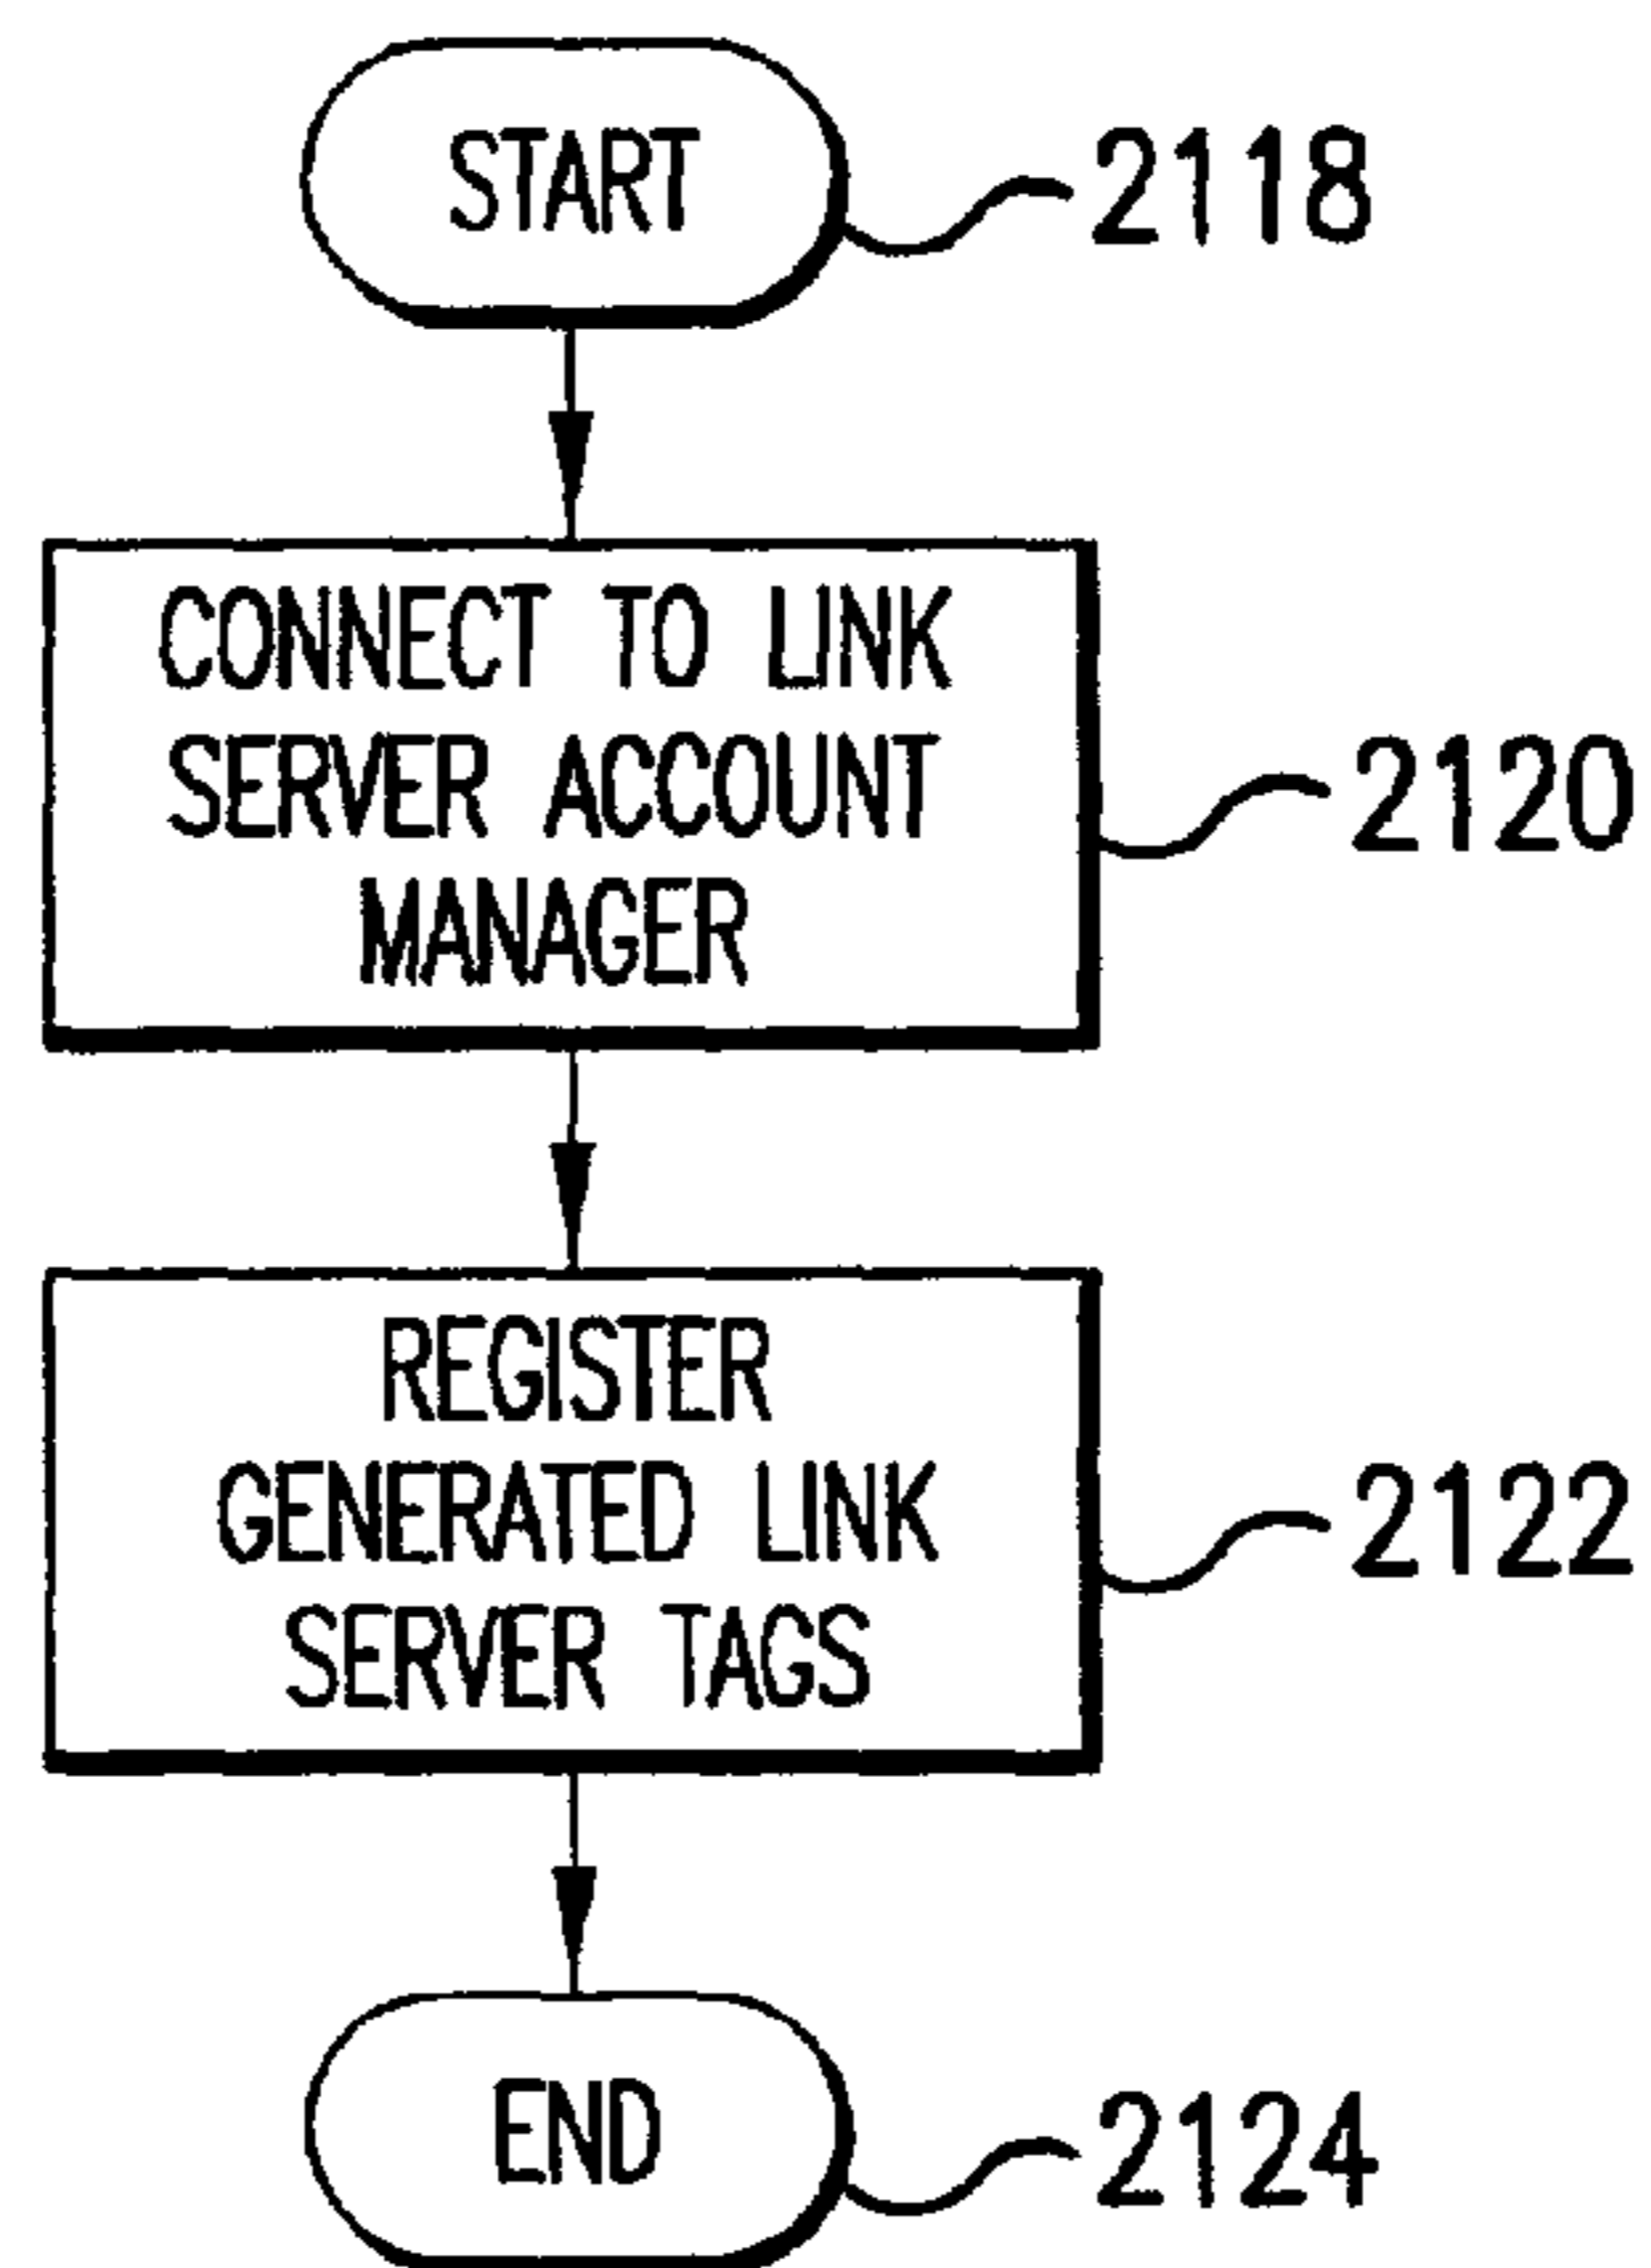 START
2118
CONNECT TO LINK
SERVER ACCOUNT
MANAGER
2120
REGISTER
GENERATED LINK
SERVER TAGS
2122
END
2124